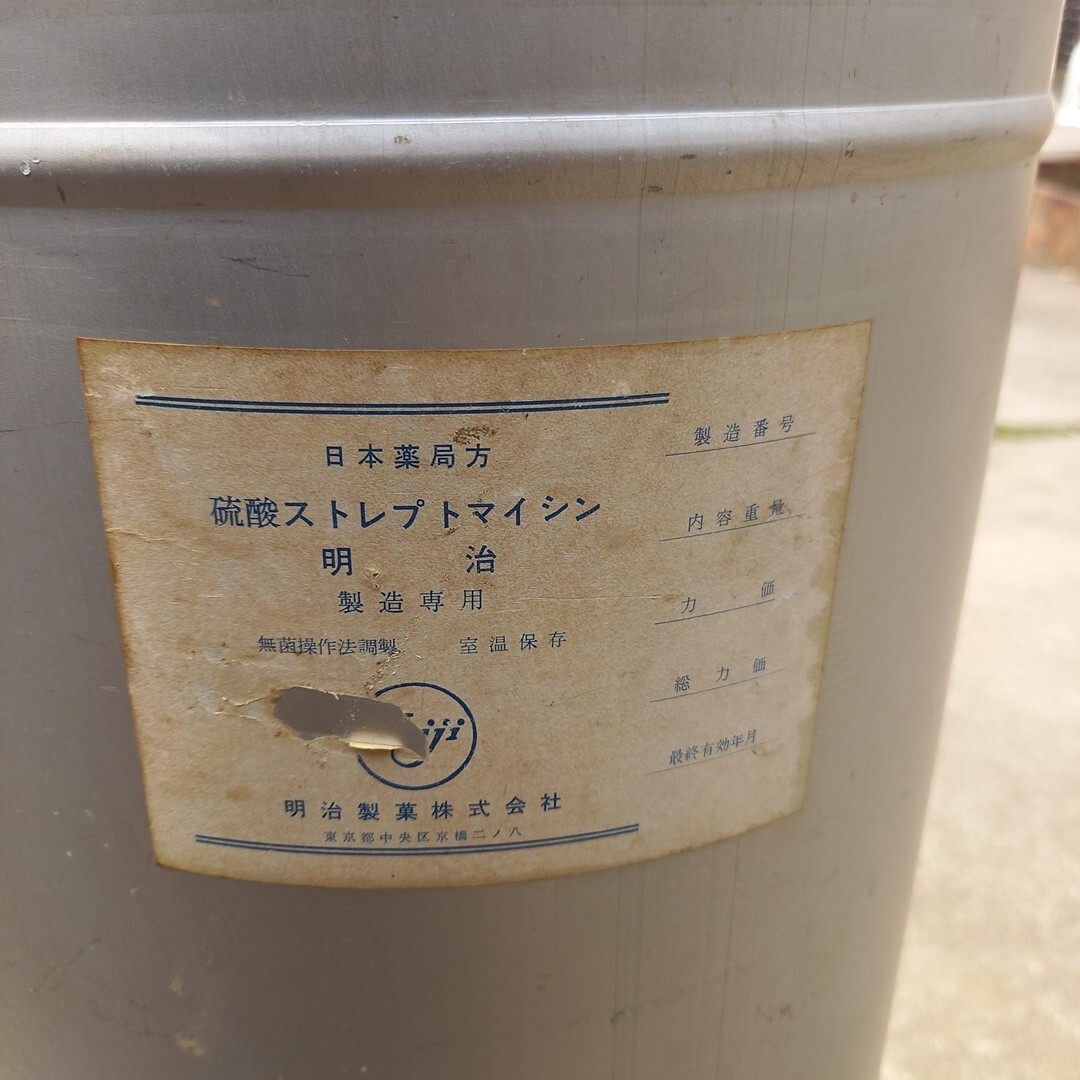 日本薬局方
硫酸ストレプトマイシン
明治
製造専用
無菌操作法調製 室温保存
明治製菓株式会社
東京都中央区京橋二ノ八
製造番号
内容重量
力価
総力価
最終有効年月